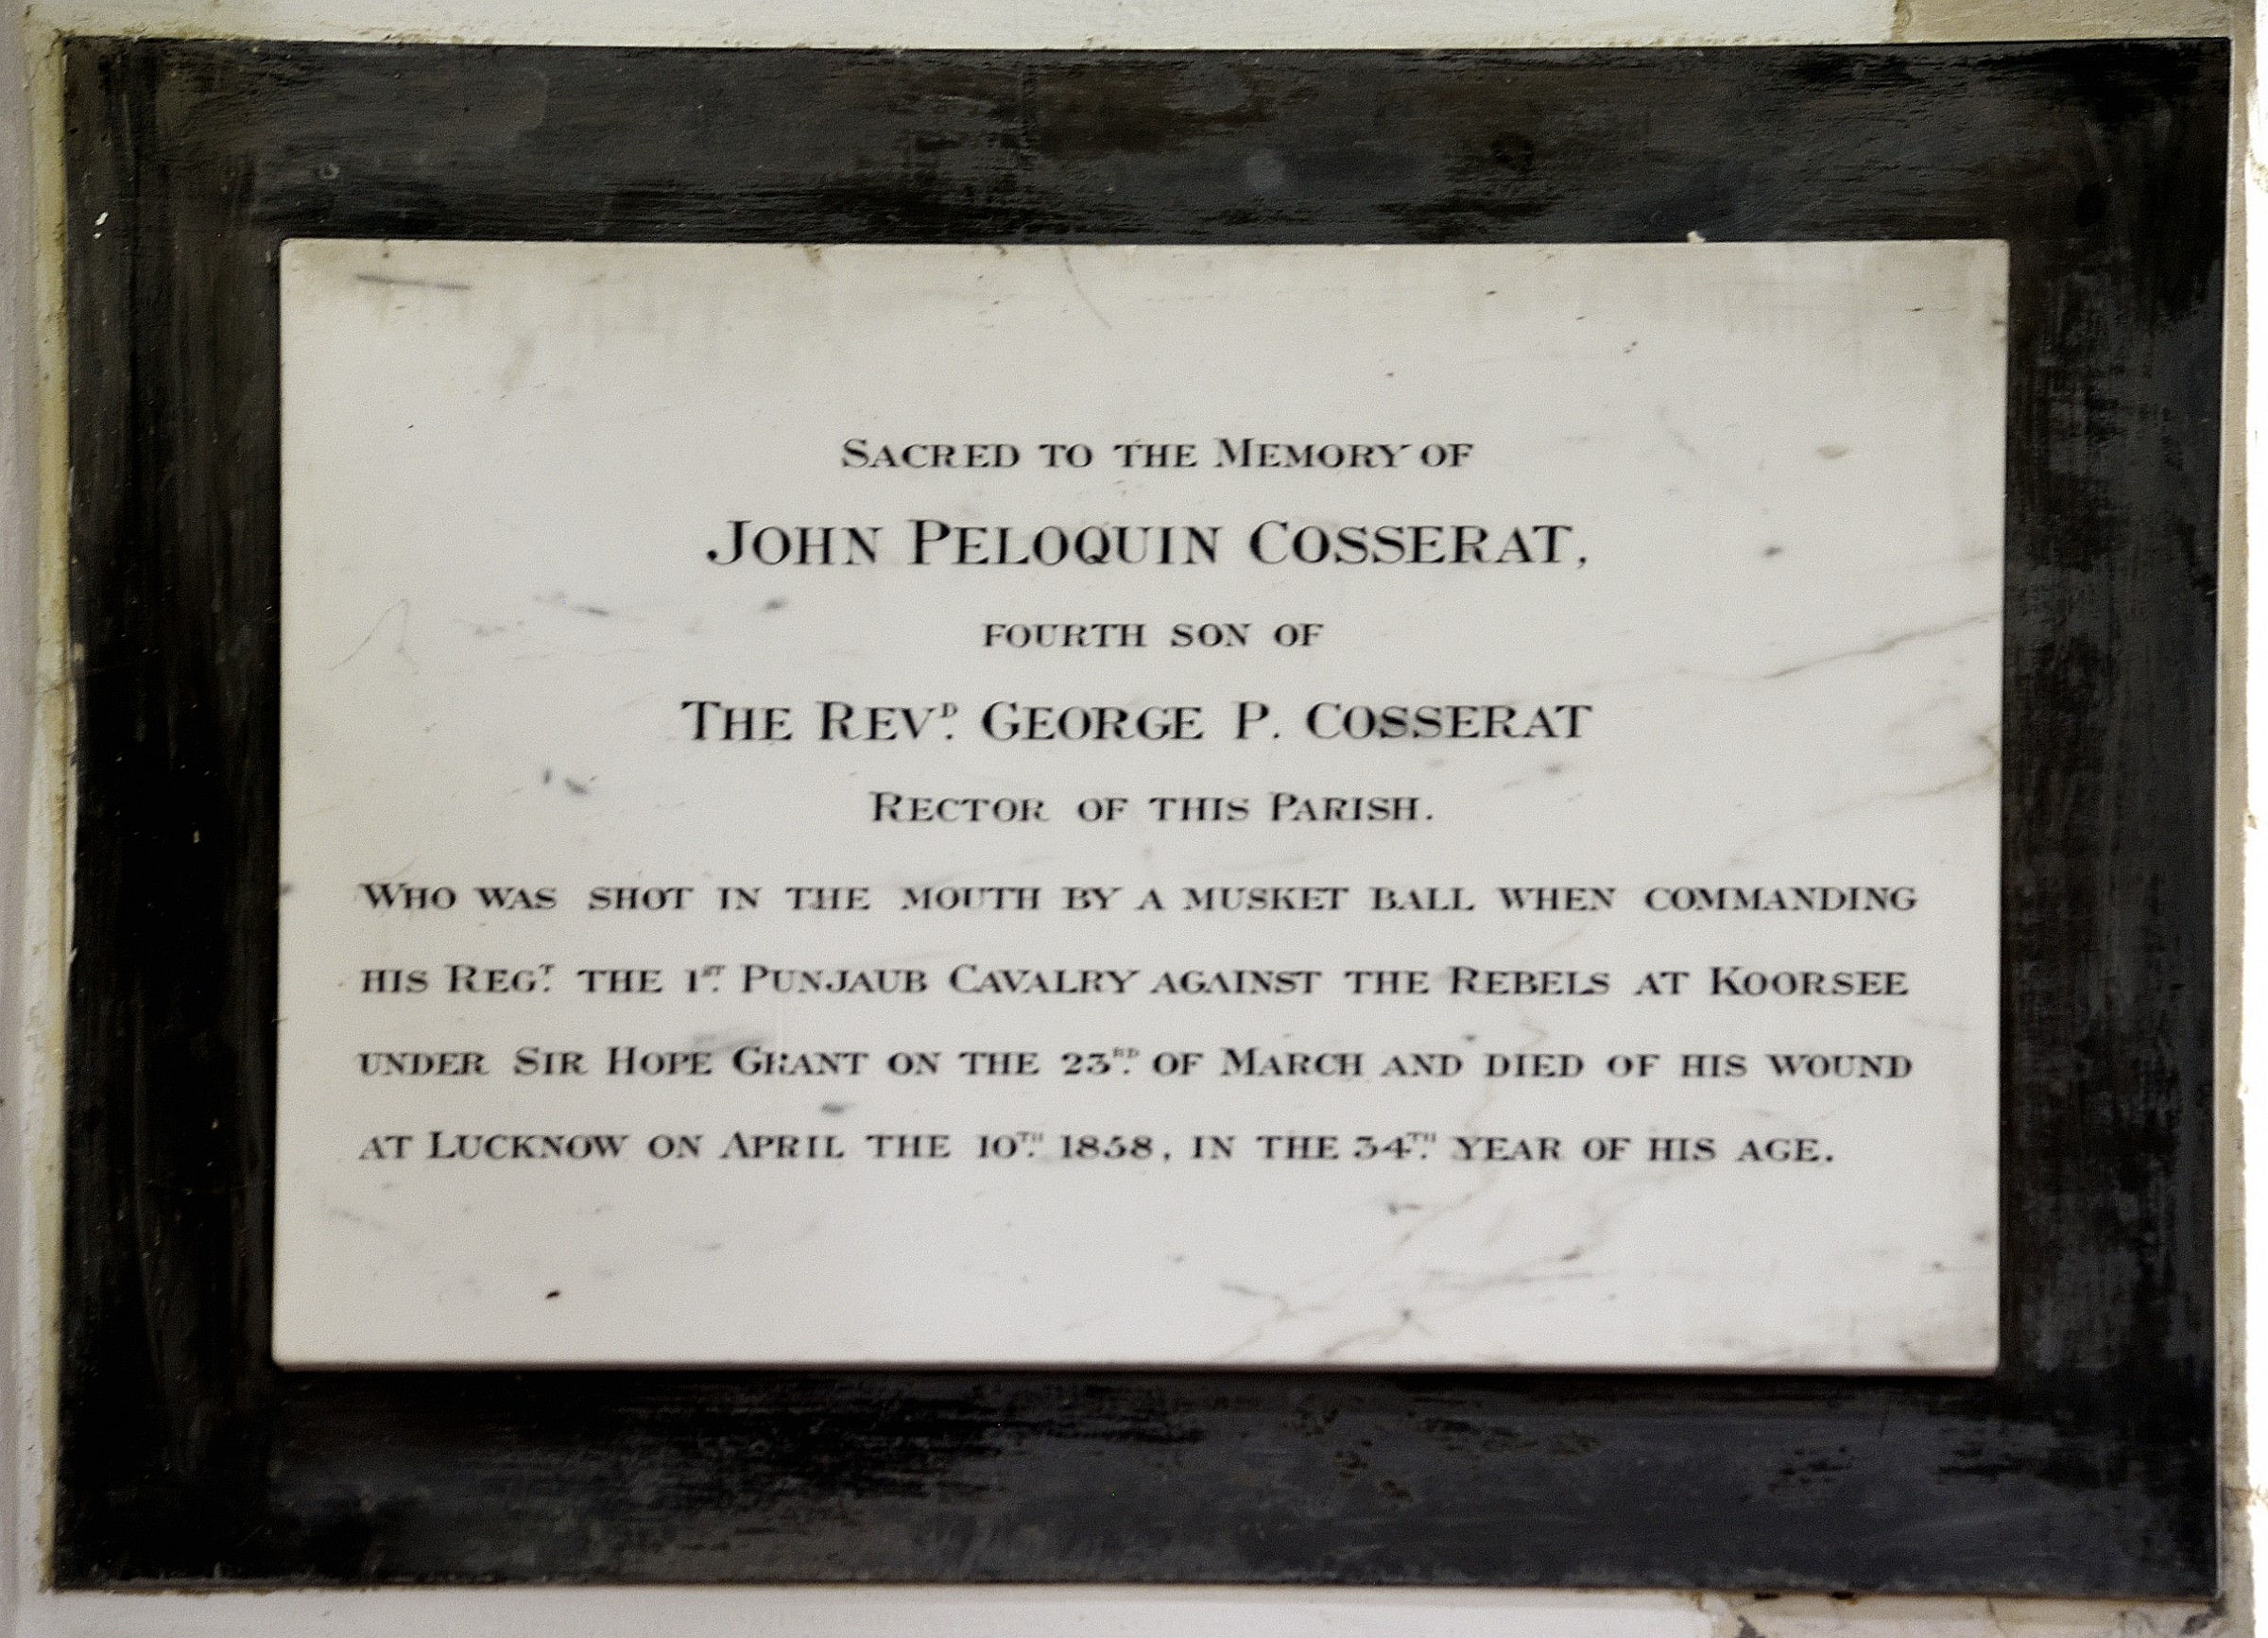 SACRED TO THE MEMORY OF
JOHN PELOQUIN COSSERAT,
FOURTH SON OF
THE REVD. GEORGE P. COSSERAT
RECTOR OF THIS PARISH.
WHO WAS SHOT IN THE MOUTH BY A MUSKET BALL WHEN COMMANDING
HIS REGT. THE 1ST. PUNJAUB CAVALRY AGAINST THE REBELS AT KOORSEE
UNDER SIR HOPE GRANT ON THE 23RD. OF MARCH AND DIED OF HIS WOUND
AT LUCKNOW ON APRIL THE 10TH. 1858, IN THE 34TH. YEAR OF HIS AGE.